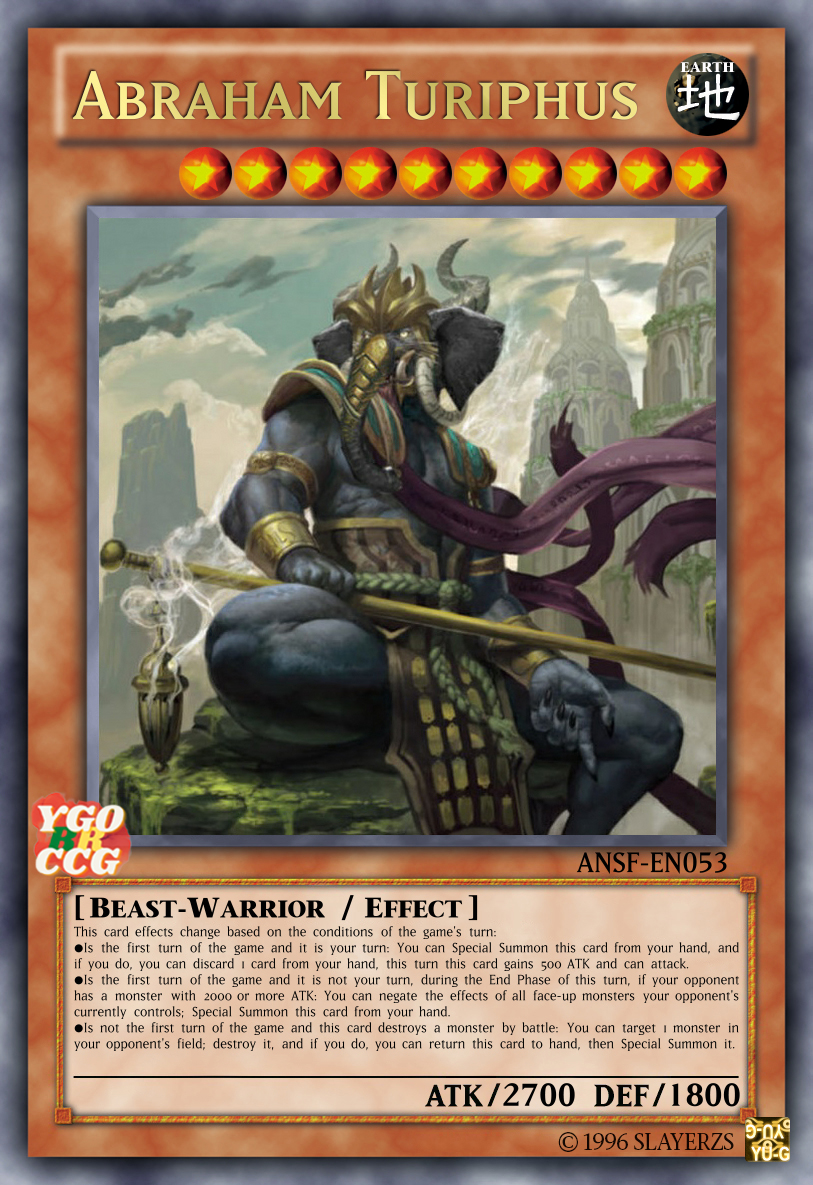 ABRAHAM TURIPHUS
EARTH
地
YGO
BR
CCG
ANSF-EN053
[ BEAST-WARRIOR / EFFECT ]
This card effects change based on the conditions of the game's turn:
●Is the first turn of the game and it is your turn: You can Special Summon this card from your hand, and
if you do, you can discard 1 card from your hand, this turn this card gains 500 ATK and can attack.
●Is the first turn of the game and it is not your turn, during the End Phase of this turn, if your opponent
has a monster with 2000 or more ATK: You can negate the effects of all face-up monsters your opponent's
currently controls; Special Summon this card from your hand.
●Is not the first turn of the game and this card destroys a monster by battle: You can target 1 monster in
your opponent's field; destroy it, and if you do, you can return this card to hand, then Special Summon it.
ATK/2700 DEF/1800
© 1996 SLAYERZS
YU-G